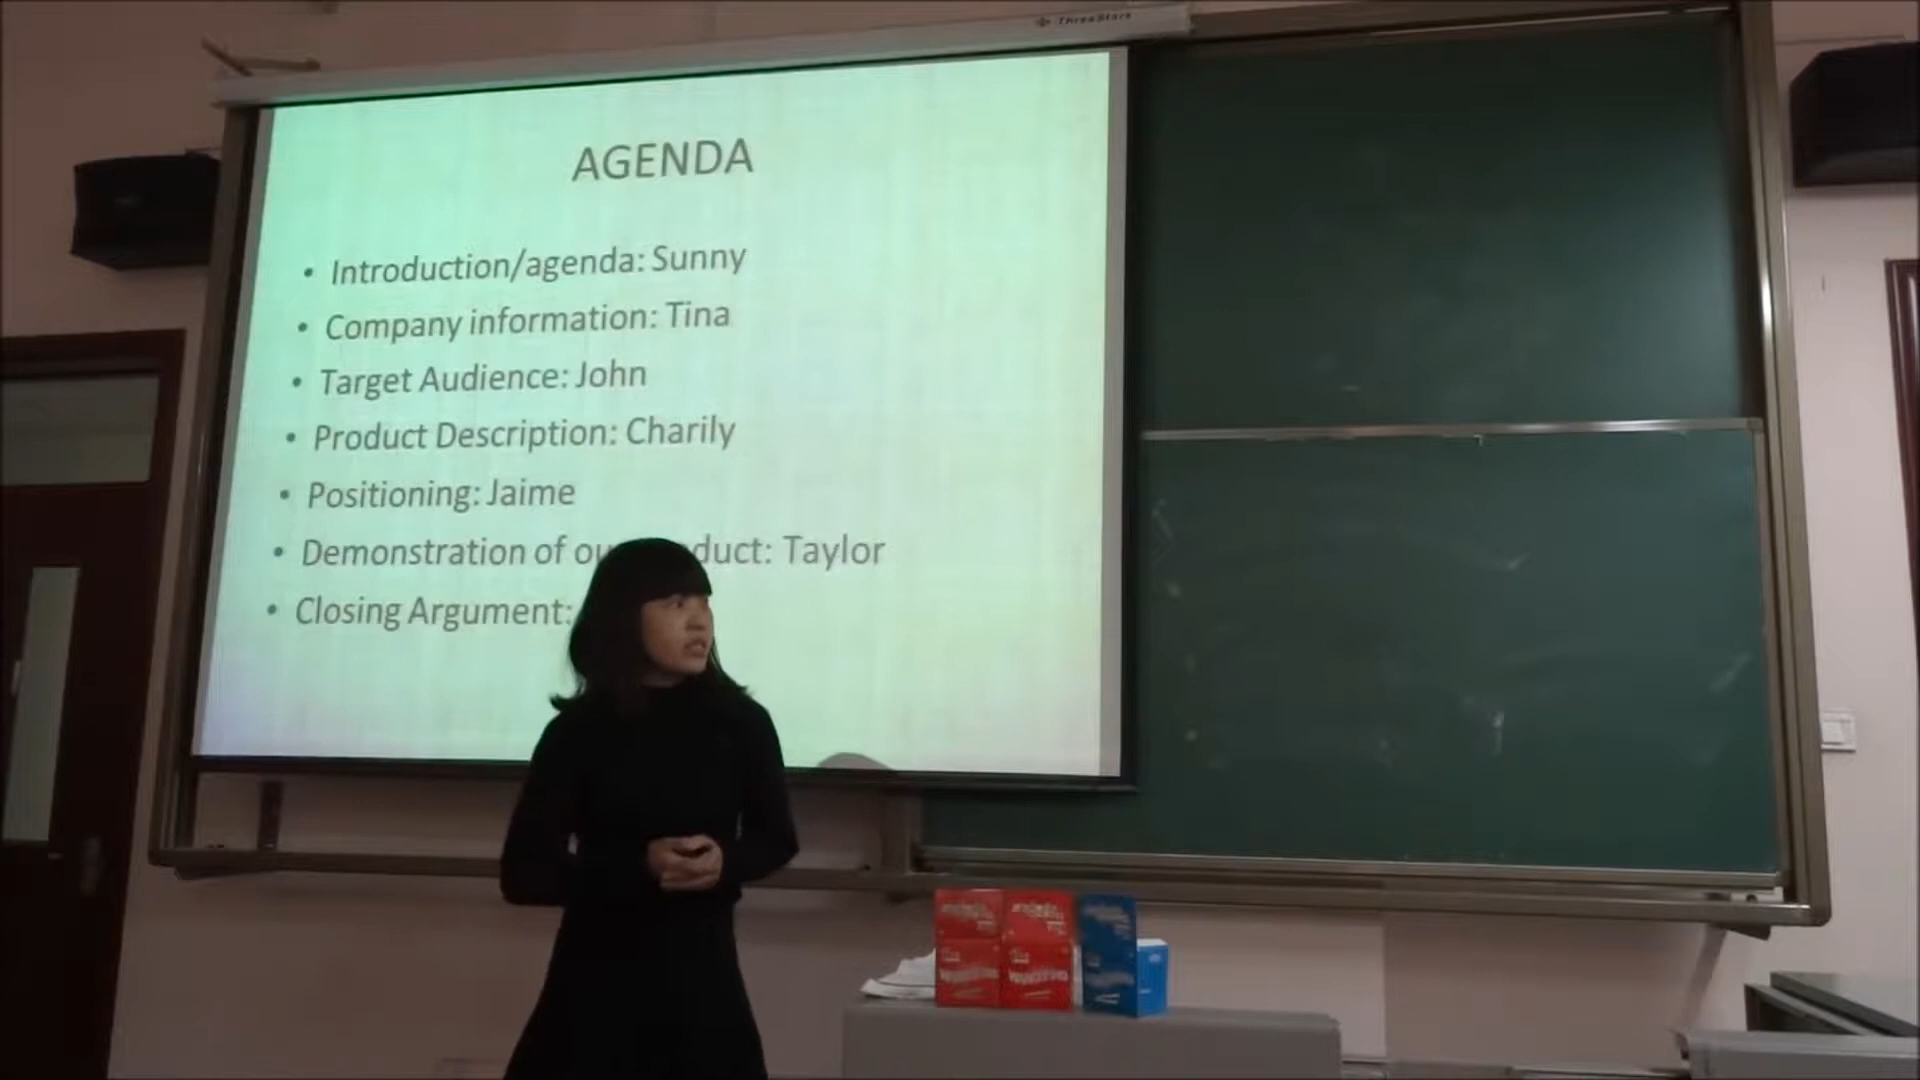 ThreeStars
AGENDA
• Introduction/agenda: Sunny
• Company information: Tina
• Target Audience: John
• Product Description: Charily
• Positioning: Jaime
• Demonstration of duct: Taylor
• Closing Argument: